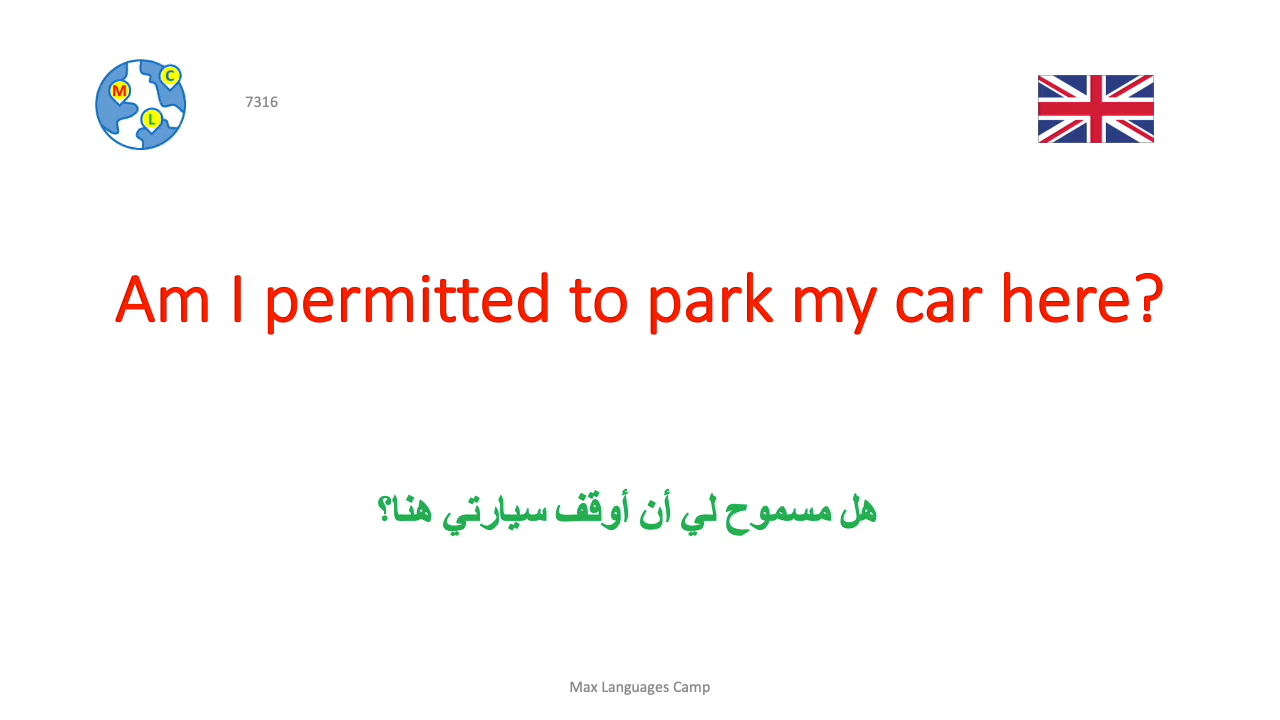 M
C
L
7316
Am I permitted to park my car here?
هل مسموح لي أن أوقف سيارتي هنا؟
Max Languages Camp